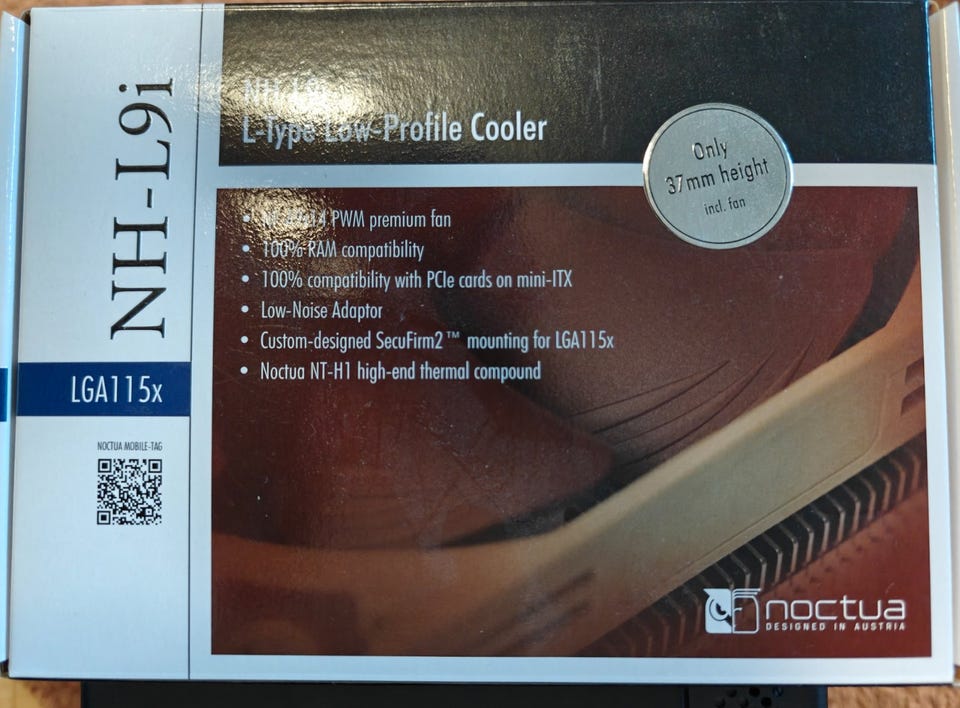 NH-L9i
LGA115x
NOCTUA MOBILE-TAG
NH-L9i
L-Type Low-Profile Cooler
Only
37mm height
incl. fan
• PWM premium fan
• 100% RAM compatibility
• 100% compatibility with PCIe cards on mini-ITX
• Low-Noise Adaptor
• Custom-designed SecuFirm2™ mounting for LGA115x
• Noctua NT-H1 high-end thermal compound
noctua
DESIGNED IN AUSTRIA